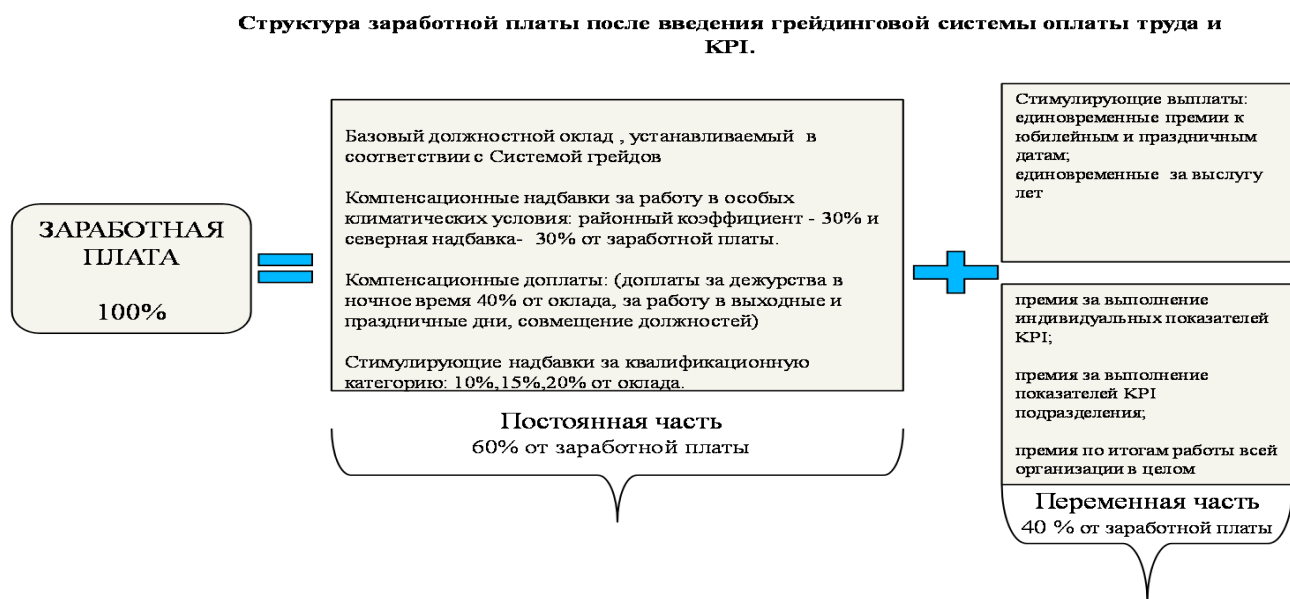 Структура заработной платы после введения грейдинговой системы оплаты труда и
KPI.
ЗАРАБОТНАЯ
ПЛАТА
100%
Базовый должностной оклад , устанавливаемый в
соответствии с Системой грейдов
Компенсационные надбавки за работу в особых
климатических условия: районный коэффициент - 30% и
северная надбавка- 30% от заработной платы.
Компенсационные доплаты: (доплаты за дежурства в
ночное время 40% от оклада, за работу в выходные и
праздничные дни, совмещение должностей)
Стимулирующие надбавки за квалификационную
категорию: 10%,15%,20% от оклада.
Постоянная часть
60% от заработной платы
Стимулирующие выплаты:
единовременные премии к
юбилейным и праздничным
датам;
единовременные за выслугу
лет
премия за выполнение
индивидуальных показателей
KPI;
премия за выполнение
показателей KPI
подразделения;
премия по итогам работы всей
организации в целом
Переменная часть
40 % от заработной платы